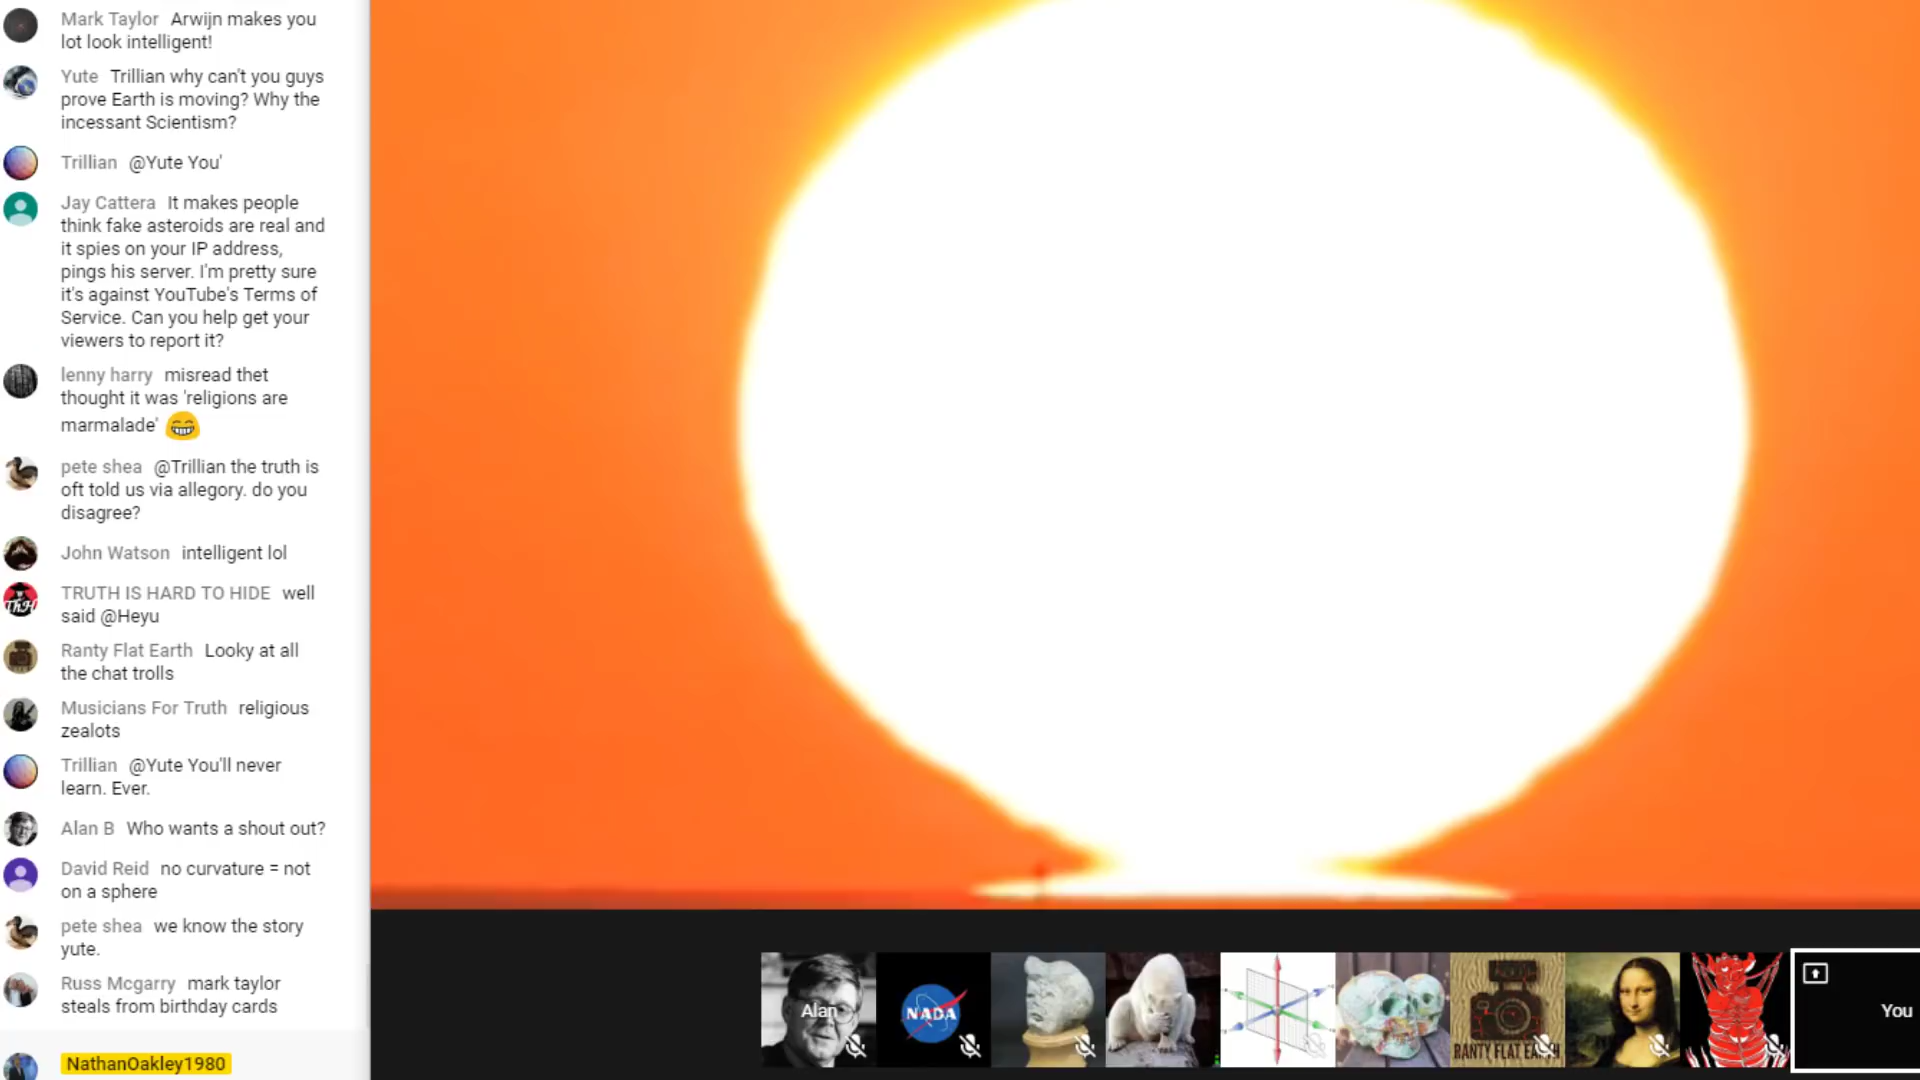 Mark Taylor Arwijn makes you
lot look intelligent!
Yute Trillian why can't you guys
prove Earth is moving? Why the
incessant Scientism?
Trillian @Yute You'
Jay Cattera It makes people
think fake asteroids are real and
it spies on your IP address,
pings his server. I'm pretty sure
it's against YouTube's Terms of
Service. Can you help get your
viewers to report it?
lenny harry misread thet
thought it was 'religions are
marmalade'
pete shea @Trillian the truth is
oft told us via allegory. do you
disagree?
John Watson intelligent lol
TRUTH IS HARD TO HIDE well
said @Heyu
ThH
Ranty Flat Earth Looky at all
the chat trolls
Musicians For Truth religious
zealots
Trillian @Yute You'll never
learn. Ever.
Alan B Who wants a shout out?
David Reid no curvature = not
on a sphere
pete shea we know the story
yute.
Russ Mcgarry mark taylor
steals from birthday cards
NathanOakley1980
Alan
NADA
RANTY FLAT EARTH
You